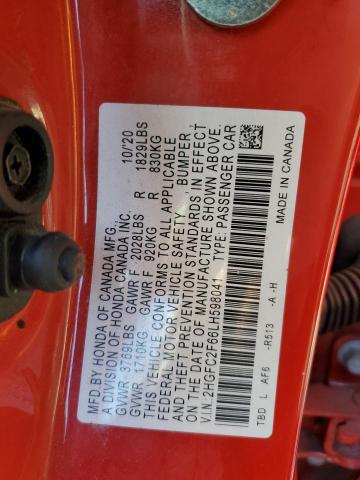 MFD. BY HONDA OF CANADA MFG. 10/20
A DIVISION OF HONDA CANADA INC.
GVWR 3769LBS GAWR F 2028LBS R 1829LBS
GVWR 1710KG GAWR F 920KG R 830KG
THIS VEHICLE CONFORMS TO ALL APPLICABLE
FEDERAL MOTOR VEHICLE SAFETY, BUMPER,
AND THEFT PREVENTION STANDARDS IN EFFECT
ON THE DATE OF MANUFACTURE SHOWN ABOVE.
V.I.N: 2HGFC2F66LH598041 TYPE: PASSENGER CAR
TBD L AF6 -R513 -A -H MADE IN CANADA